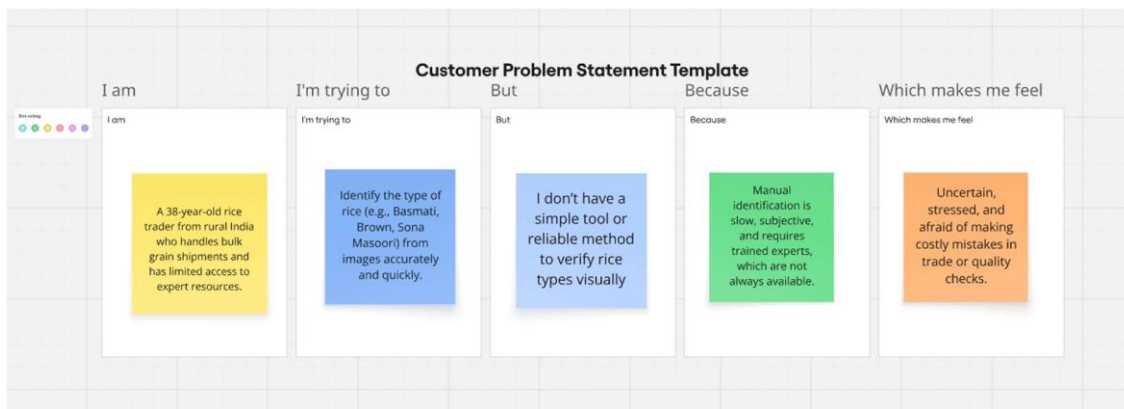 Customer Problem Statement Template
I am
I'm trying to
But
Because
Which makes me feel
Dot voting
I am
A 38-year-old rice
trader from rural India
who handles bulk
grain shipments and
has limited access to
expert resources.
I'm trying to
Identify the type of
rice (e.g., Basmati,
Brown, Sona
Masoori) from
images accurately
and quickly.
But
I don't have a
simple tool or
reliable method
to verify rice
types visually
Because
Manual
identification is
slow, subjective,
and requires
trained experts,
which are not
always available.
Which makes me feel
Uncertain,
stressed, and
afraid of making
costly mistakes in
trade or quality
checks.